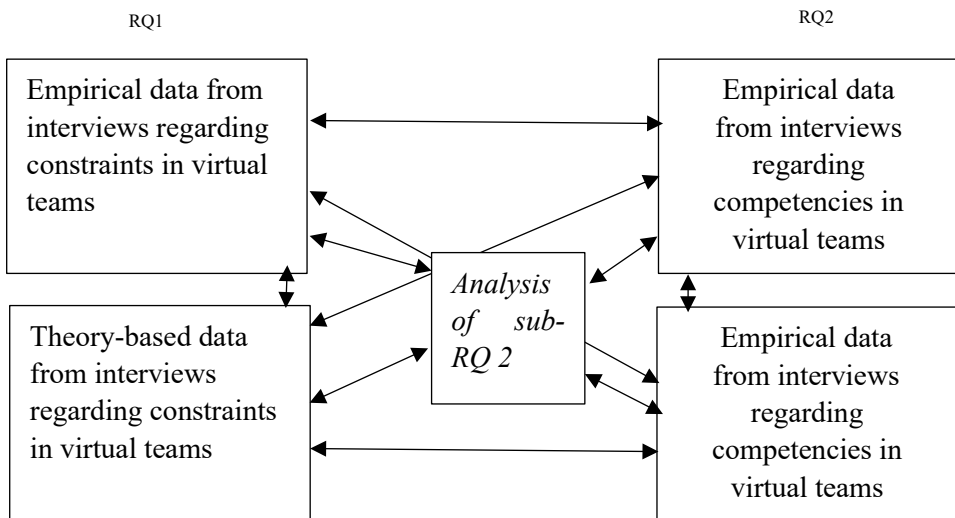 RQ1
RQ2
Empirical data from
interviews regarding
constraints in virtual
teams
Empirical data
from interviews
regarding
competencies in
virtual teams
Analysis
of sub-
RQ 2
Theory-based data
from interviews
regarding constraints
in virtual teams
Empirical data
from interviews
regarding
competencies in
virtual teams